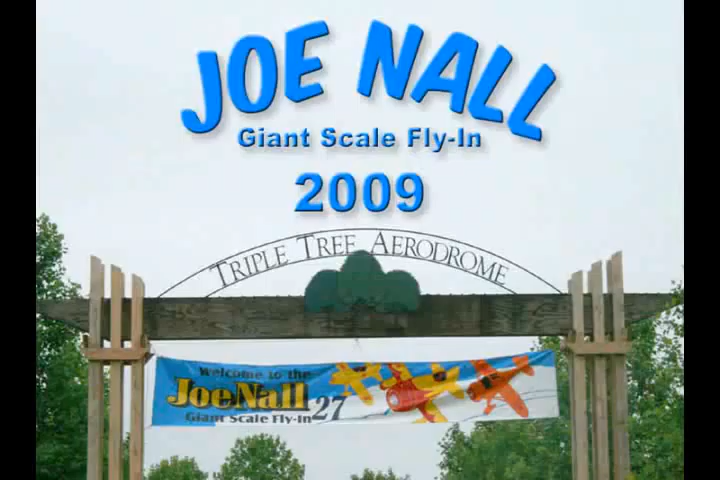 JOE NALL
Giant Scale Fly-In
2009
TRIPLE TREE AERODROME
Welcome to the
JoeNall 27
Giant Scale Fly-In